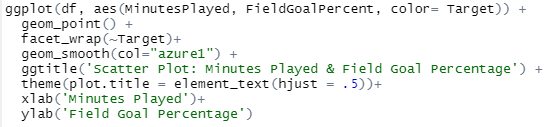 ggplot(df, aes(MinutesPlayed, FieldGoalPercent, color= Target)) +
  geom_point() +
  facet_wrap(~Target)+
  geom_smooth(col="azure1") +
  ggtitle('Scatter Plot: Minutes Played & Field Goal Percentage') +
  theme(plot.title = element_text(hjust = .5))+
  xlab('Minutes Played')+
  ylab('Field Goal Percentage')